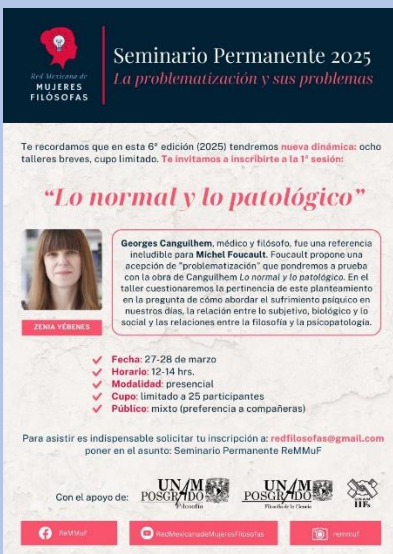 Red Mexicana de
MUJERES
FILÓSOFAS
Seminario Permanente 2025
La problematización y sus problemas
Te recordamos que en esta 6ª edición (2025) tendremos nueva dinámica: ocho
talleres breves, cupo limitado. Te invitamos a inscribirte a la 1ª sesión:
“Lo normal y lo patológico”
Georges Canguilhem, médico y filósofo, fue una referencia
ineludible para Michel Foucault. Foucault propone una
acepción de "problematización" que pondremos a prueba
con la obra de Canguilhem Lo normal y lo patológico. En el
taller cuestionaremos la pertinencia de este planteamiento
en la pregunta de cómo abordar el sufrimiento psíquico en
nuestros días, la relación entre lo subjetivo, biológico y lo
social y las relaciones entre la filosofía y la psicopatología.
ZENIA YÉBENES
Fecha: 27-28 de marzo
Horario: 12-14 hrs.
Modalidad: presencial
Cupo: limitado a 25 participantes
Público: mixto (preferencia a compañeras)
Para asistir es indispensable solicitar tu inscripción a: redfilosofas@gmail.com
poner en el asunto: Seminario Permanente ReMMuF
Con el apoyo de:
UNAM
POSGRADO
Filosofía
UNAM
POSGRADO
Filosofía de la Ciencia
UNAM
IIFs
ReMMuF
RedMexicanadeMujeresFilosofas
remmuf